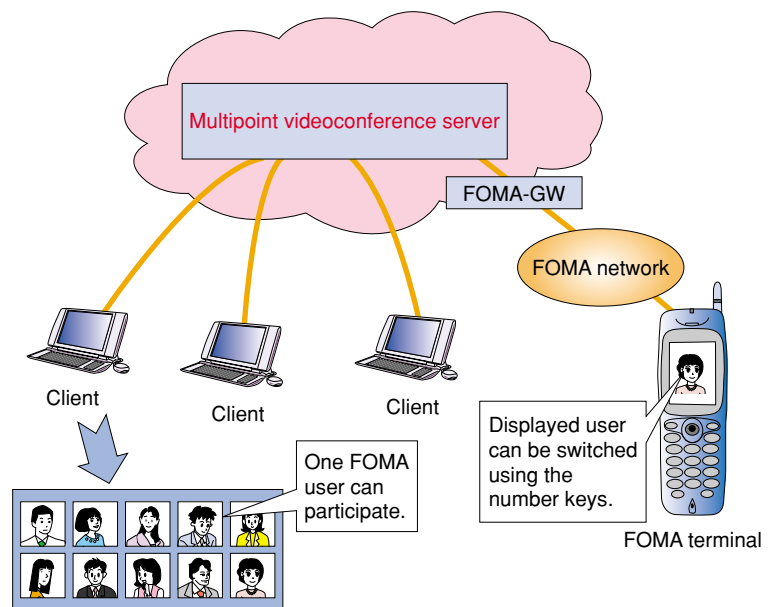 Multipoint videoconference server
FOMA-GW
FOMA network
Client
Client
Client
One FOMA
user can
participate.
Displayed user
can be switched
using the
number keys.
FOMA terminal